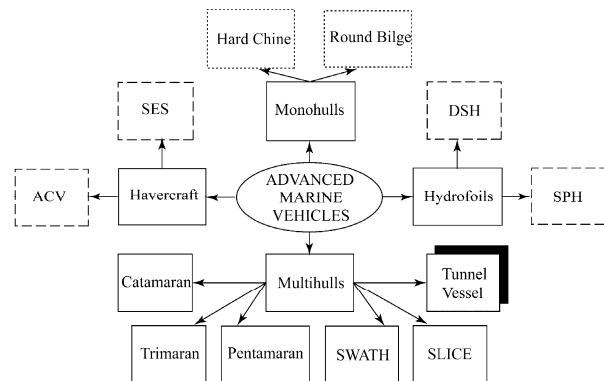 Hard Chine
Round Bilge
SES
Monohulls
DSH
ACV
Havercraft
ADVANCED
MARINE
VEHICLES
Hydrofoils
SPH
Catamaran
Multihulls
Tunnel
Vessel
Trimaran
Pentamaran
SWATH
SLICE